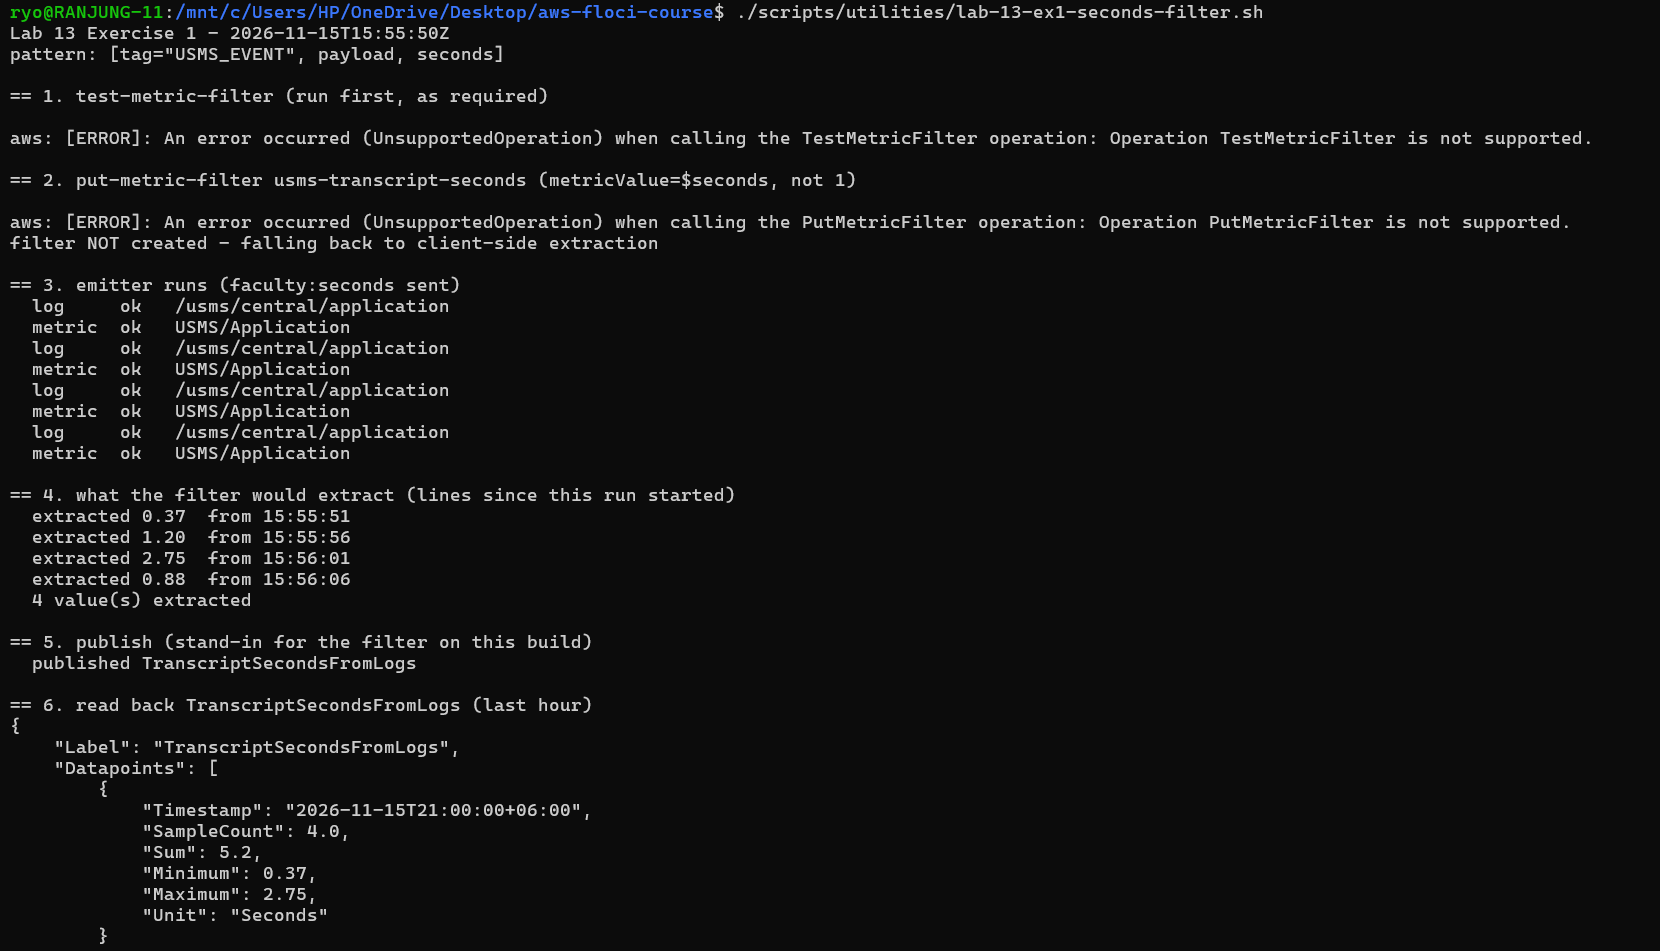 ryo@RANJUNG-11:/mnt/c/Users/HP/OneDrive/Desktop/aws-floci-course$ ./scripts/utilities/lab-13-ex1-seconds-filter.sh
Lab 13 Exercise 1 - 2026-11-15T15:55:50Z
pattern: [tag="USMS_EVENT", payload, seconds]

== 1. test-metric-filter (run first, as required)

aws: [ERROR]: An error occurred (UnsupportedOperation) when calling the TestMetricFilter operation: Operation TestMetricFilter is not supported.

== 2. put-metric-filter usms-transcript-seconds (metricValue=$seconds, not 1)

aws: [ERROR]: An error occurred (UnsupportedOperation) when calling the PutMetricFilter operation: Operation PutMetricFilter is not supported.
filter NOT created - falling back to client-side extraction

== 3. emitter runs (faculty:seconds sent)
  log     ok   /usms/central/application
  metric  ok   USMS/Application
  log     ok   /usms/central/application
  metric  ok   USMS/Application
  log     ok   /usms/central/application
  metric  ok   USMS/Application
  log     ok   /usms/central/application
  metric  ok   USMS/Application

== 4. what the filter would extract (lines since this run started)
  extracted 0.37  from 15:55:51
  extracted 1.20  from 15:55:56
  extracted 2.75  from 15:56:01
  extracted 0.88  from 15:56:06
  4 value(s) extracted

== 5. publish (stand-in for the filter on this build)
  published TranscriptSecondsFromLogs

== 6. read back TranscriptSecondsFromLogs (last hour)
{
    "Label": "TranscriptSecondsFromLogs",
    "Datapoints": [
        {
            "Timestamp": "2026-11-15T21:00:00+06:00",
            "SampleCount": 4.0,
            "Sum": 5.2,
            "Minimum": 0.37,
            "Maximum": 2.75,
            "Unit": "Seconds"
        }